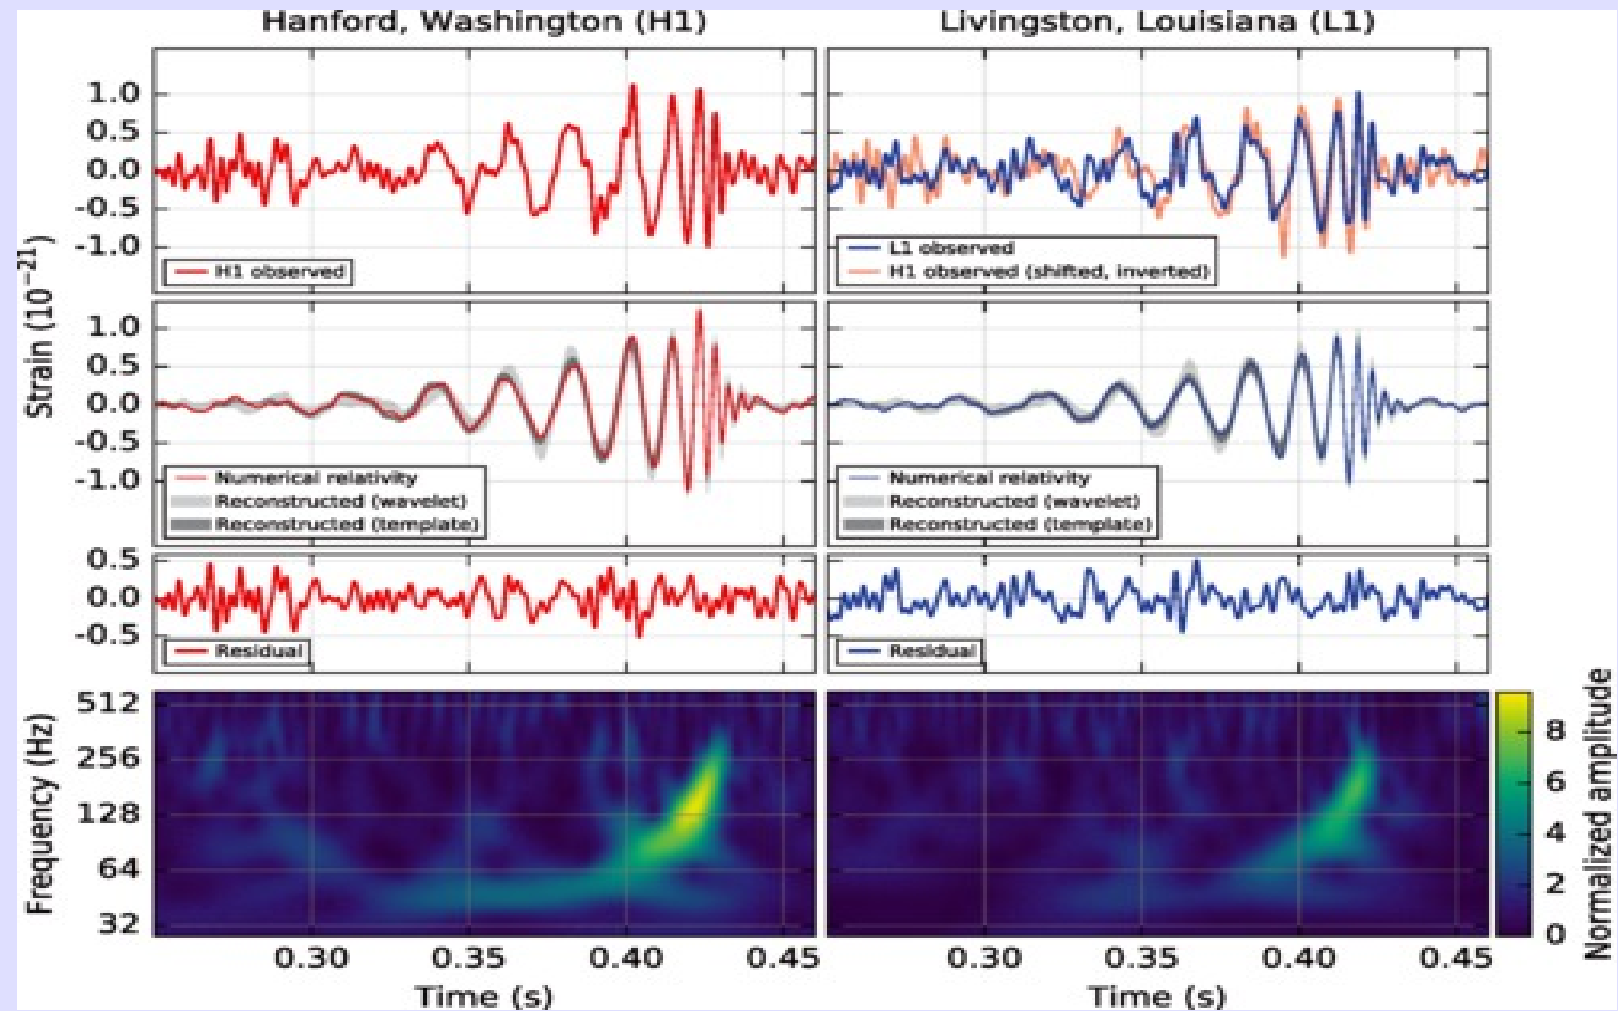 Hanford, Washington (H1)
Livingston, Louisiana (L1)
Strain (10⁻²¹)
1.0
0.5
0.0
-0.5
-1.0
H1 observed
L1 observed
H1 observed (shifted, inverted)
1.0
0.5
0.0
-0.5
-1.0
Numerical relativity
Reconstructed (wavelet)
Reconstructed (template)
Numerical relativity
Reconstructed (wavelet)
Reconstructed (template)
0.5
0.0
-0.5
Residual
Residual
Frequency (Hz)
512
256
128
64
32
Normalized amplitude
8
6
4
2
0
0.30 0.35 0.40 0.45
0.30 0.35 0.40 0.45
Time (s)
Time (s)